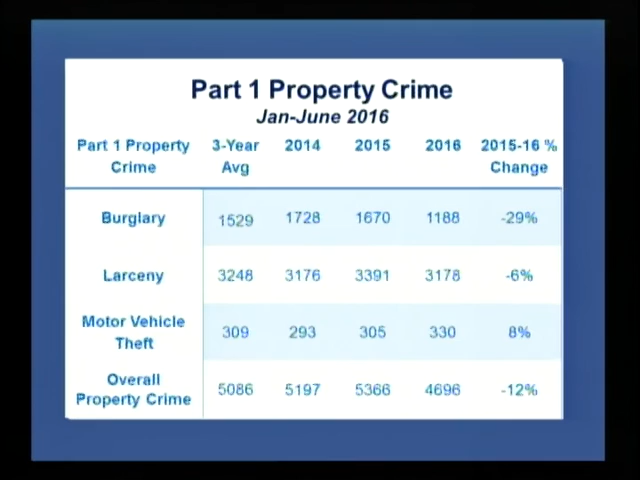 Part 1 Property Crime
Jan-June 2016
Part 1 Property Crime 3-Year Avg 2014 2015 2016 2015-16 % Change
Burglary 1529 1728 1670 1188 -29%
Larceny 3248 3176 3391 3178 -6%
Motor Vehicle Theft 309 293 305 330 8%
Overall Property Crime 5086 5197 5366 4696 -12%